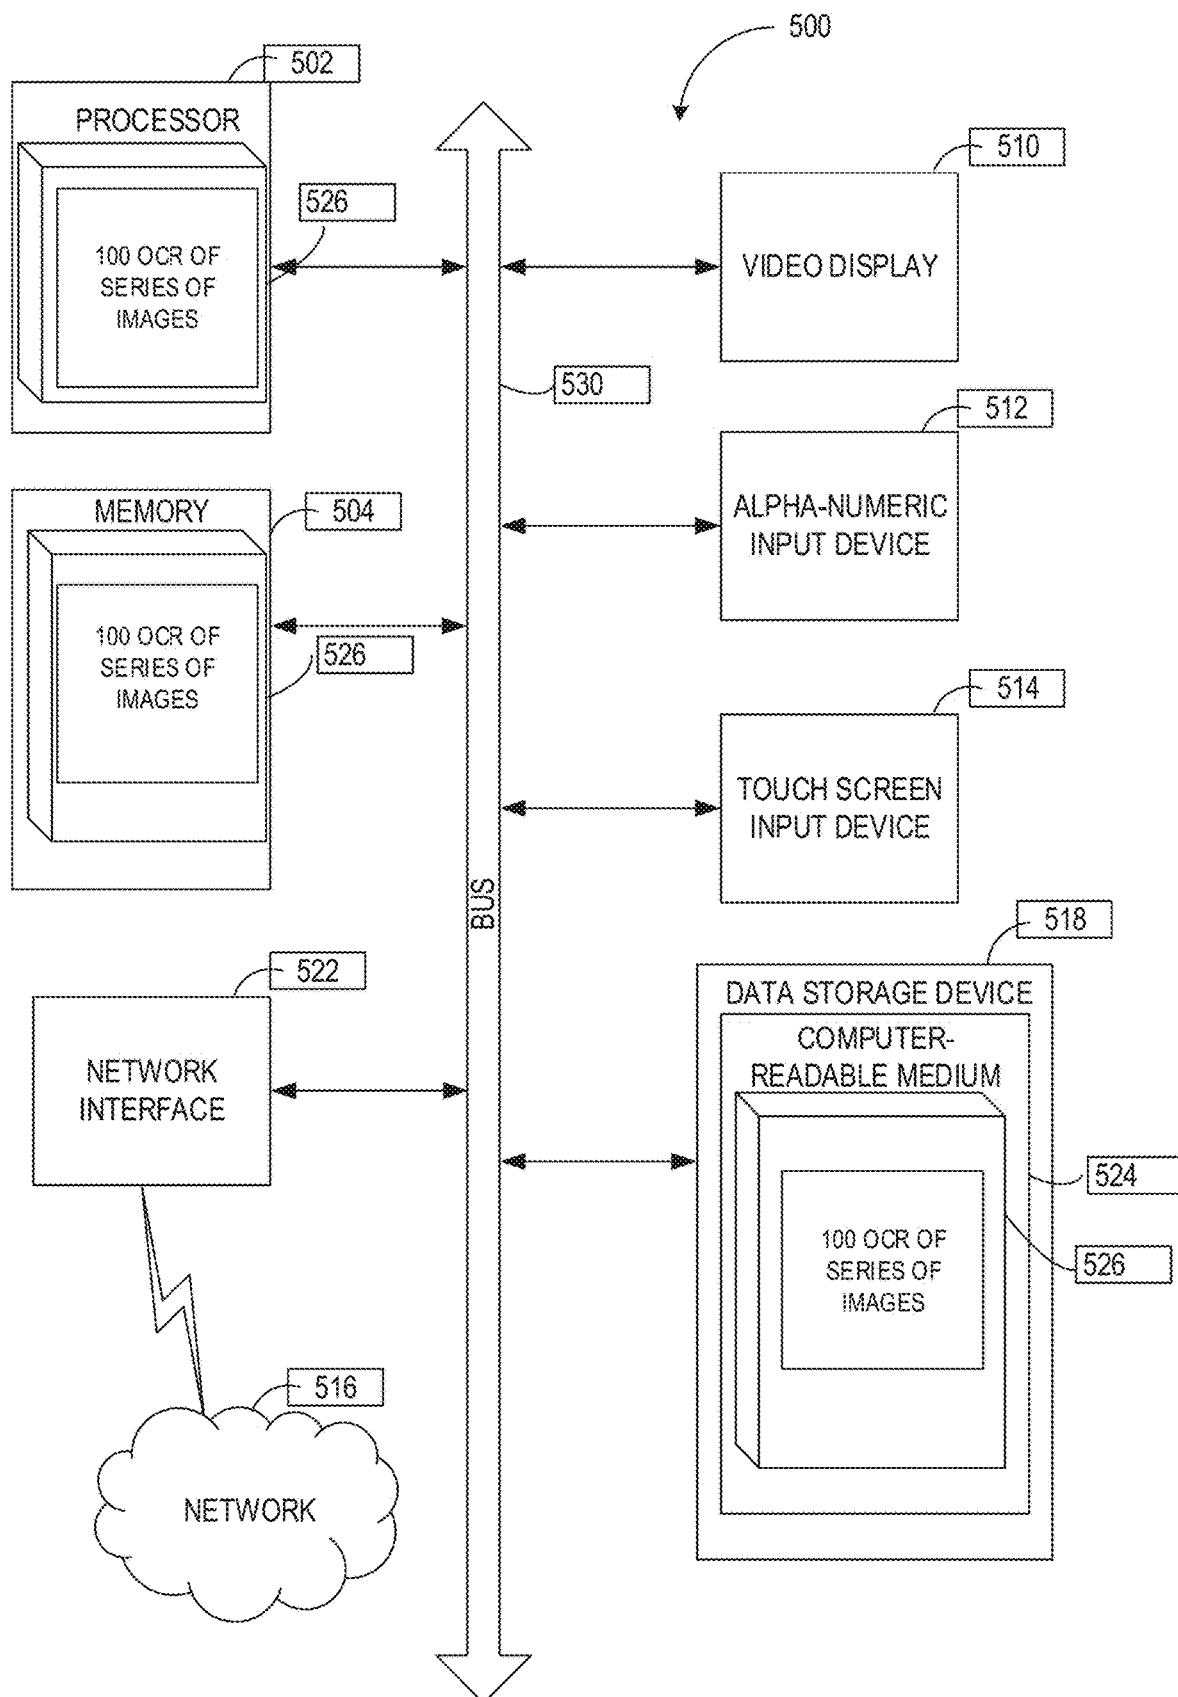 500
502
PROCESSOR
526
100 OCR OF
SERIES OF
IMAGES
510
VIDEO DISPLAY
530
512
ALPHA-NUMERIC
INPUT DEVICE
504
MEMORY
100 OCR OF
SERIES OF
IMAGES
526
514
TOUCH SCREEN
INPUT DEVICE
BUS
518
DATA STORAGE DEVICE
COMPUTER-
READABLE MEDIUM
522
NETWORK
INTERFACE
524
100 OCR OF
SERIES OF
IMAGES
526
516
NETWORK